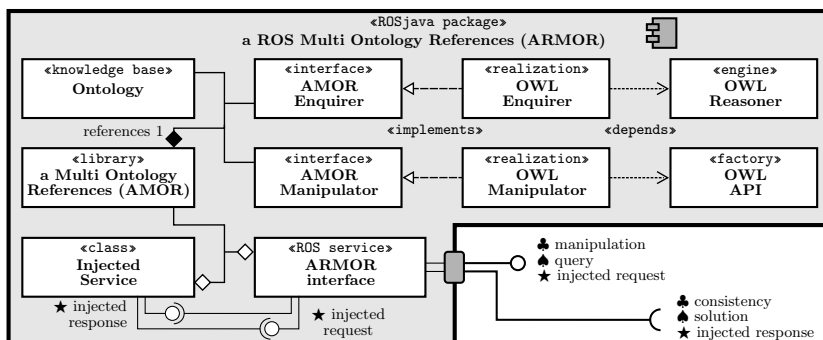 «ROSjava package»
a ROS Multi Ontology References (ARMOR)
«knowledge base»
Ontology
«interface»
AMOR
Enquirer
«realization»
OWL
Enquirer
«engine»
OWL
Reasoner
references 1
«implements»
«depends»
«library»
a Multi Ontology
References (AMOR)
«interface»
AMOR
Manipulator
«realization»
OWL
Manipulator
«factory»
OWL
API
«class»
Injected
Service
«ROS service»
ARMOR
interface
♣ manipulation
♠ query
★ injected request
★ injected
response
★ injected
request
♣ consistency
♠ solution
★ injected response